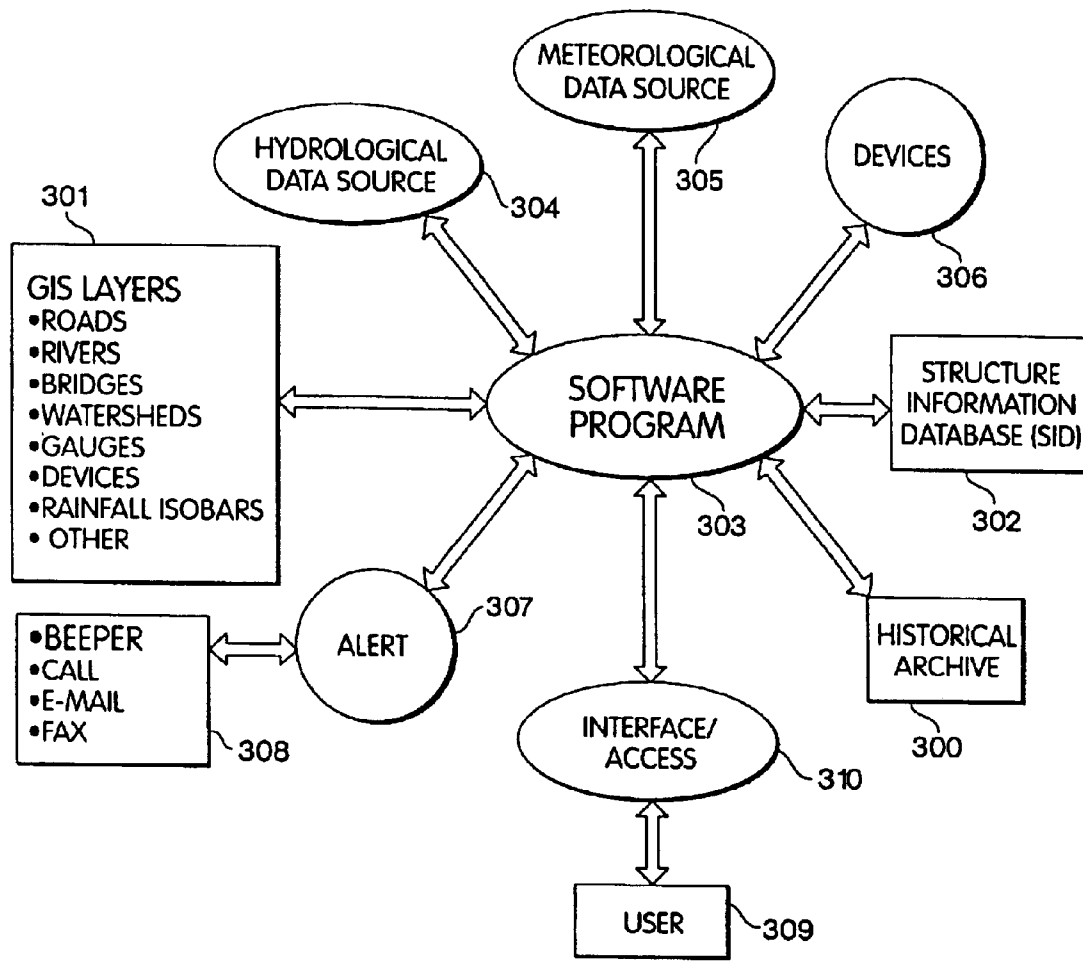 METEOROLOGICAL
DATA SOURCE
305
DEVICES
306
HYDROLOGICAL
DATA SOURCE
304
301
GIS LAYERS
•ROADS
•RIVERS
•BRIDGES
•WATERSHEDS
•GAUGES
•DEVICES
•RAINFALL ISOBARS
• OTHER
SOFTWARE
PROGRAM
303
STRUCTURE
INFORMATION
DATABASE (SID)
302
307
ALERT
•BEEPER
•CALL
•E-MAIL
•FAX
308
HISTORICAL
ARCHIVE
300
INTERFACE/
ACCESS
310
USER
309